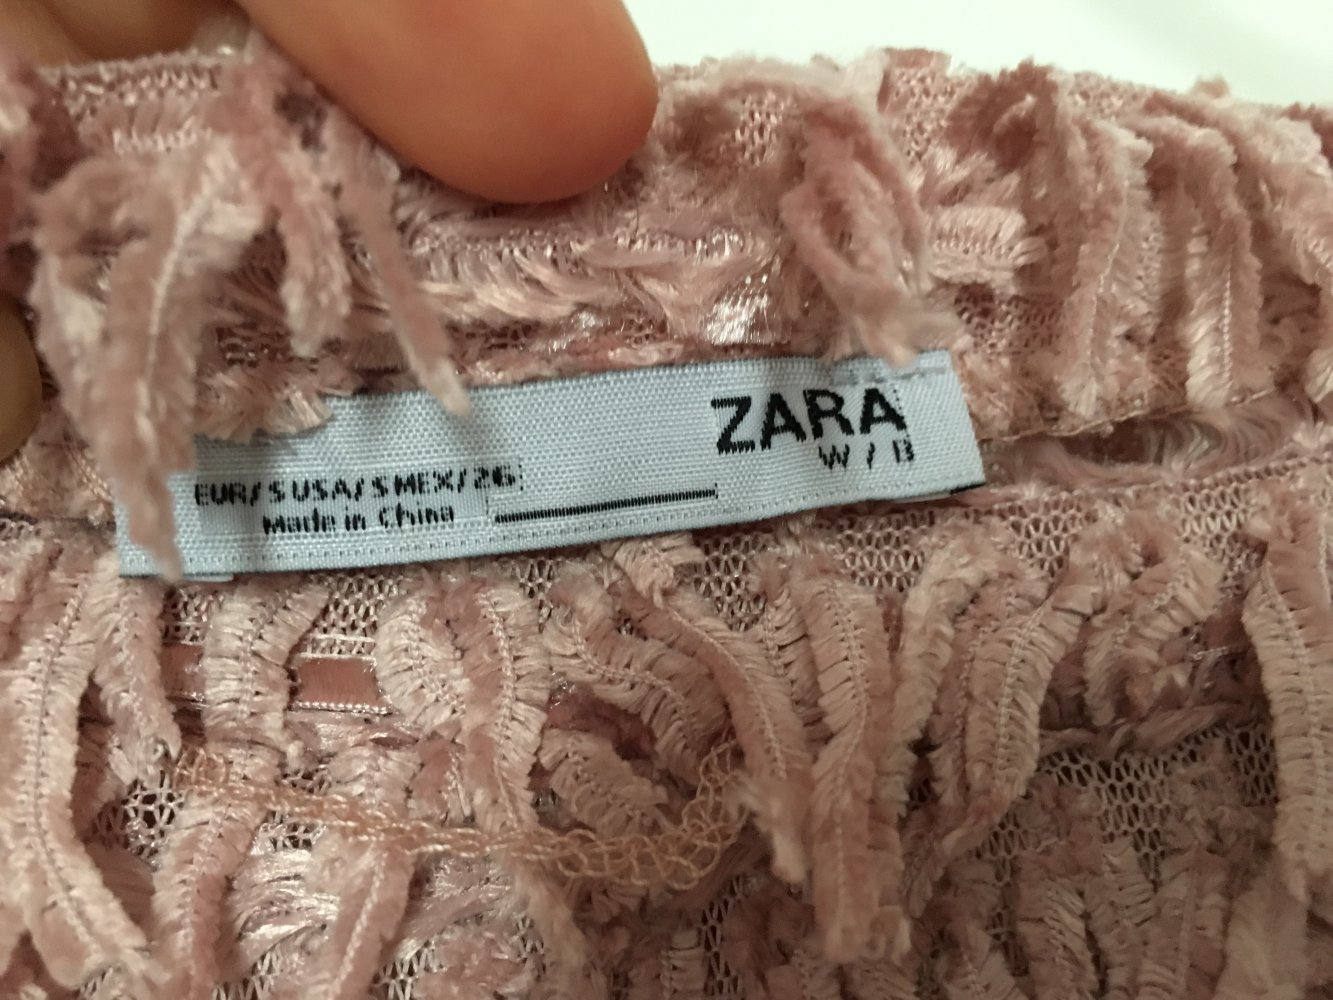 ZARA
W / B
EUR/ S USA/ S MEX/ 26
Made in China